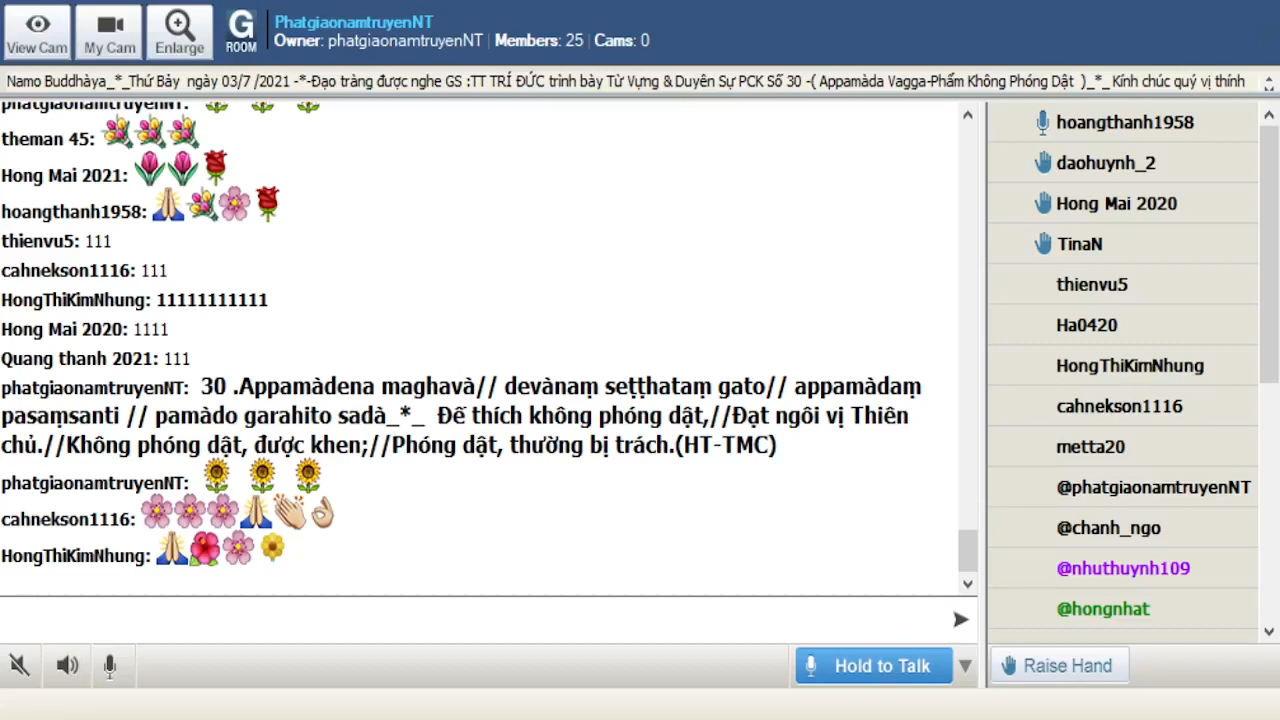 View Cam
My Cam
Enlarge
G
ROOM
PhatgiaonamtruyenNT
Owner: phatgiaonamtruyenNT | Members: 25 | Cams: 0
Namo Buddhàya_*_Thứ Bảy ngày 03/7 /2021 -*-Đạo tràng được nghe GS :TT TRÍ ĐỨC trình bày Từ Vựng & Duyên Sự PCK Số 30 -( Appamàda Vagga-Phẩm Không Phóng Dật )_*_ Kính chúc quý vị thính
phatgiaonamtruyenNT:
theman 45:
Hong Mai 2021:
hoangthanh1958:
thienvu5: 111
cahnekson1116: 111
HongThiKimNhung: 11111111111
Hong Mai 2020: 1111
Quang thanh 2021: 111
phatgiaonamtruyenNT: 30 .Appamàdena maghavà// devànaṃ seṭṭhataṃ gato// appamàdaṃ
pasaṃsanti // pamàdo garahito sadà_*_ Đế thích không phóng dật,//Đạt ngôi vị Thiên
chủ.//Không phóng dật, được khen;//Phóng dật, thường bị trách.(HT-TMC)
phatgiaonamtruyenNT:
cahnekson1116:
HongThiKimNhung:
hoangthanh1958
daohuynh_2
Hong Mai 2020
TinaN
thienvu5
Ha0420
HongThiKimNhung
cahnekson1116
metta20
@phatgiaonamtruyenNT
@chanh_ngo
@nhuthuynh109
@hongnhat
Hold to Talk
Raise Hand